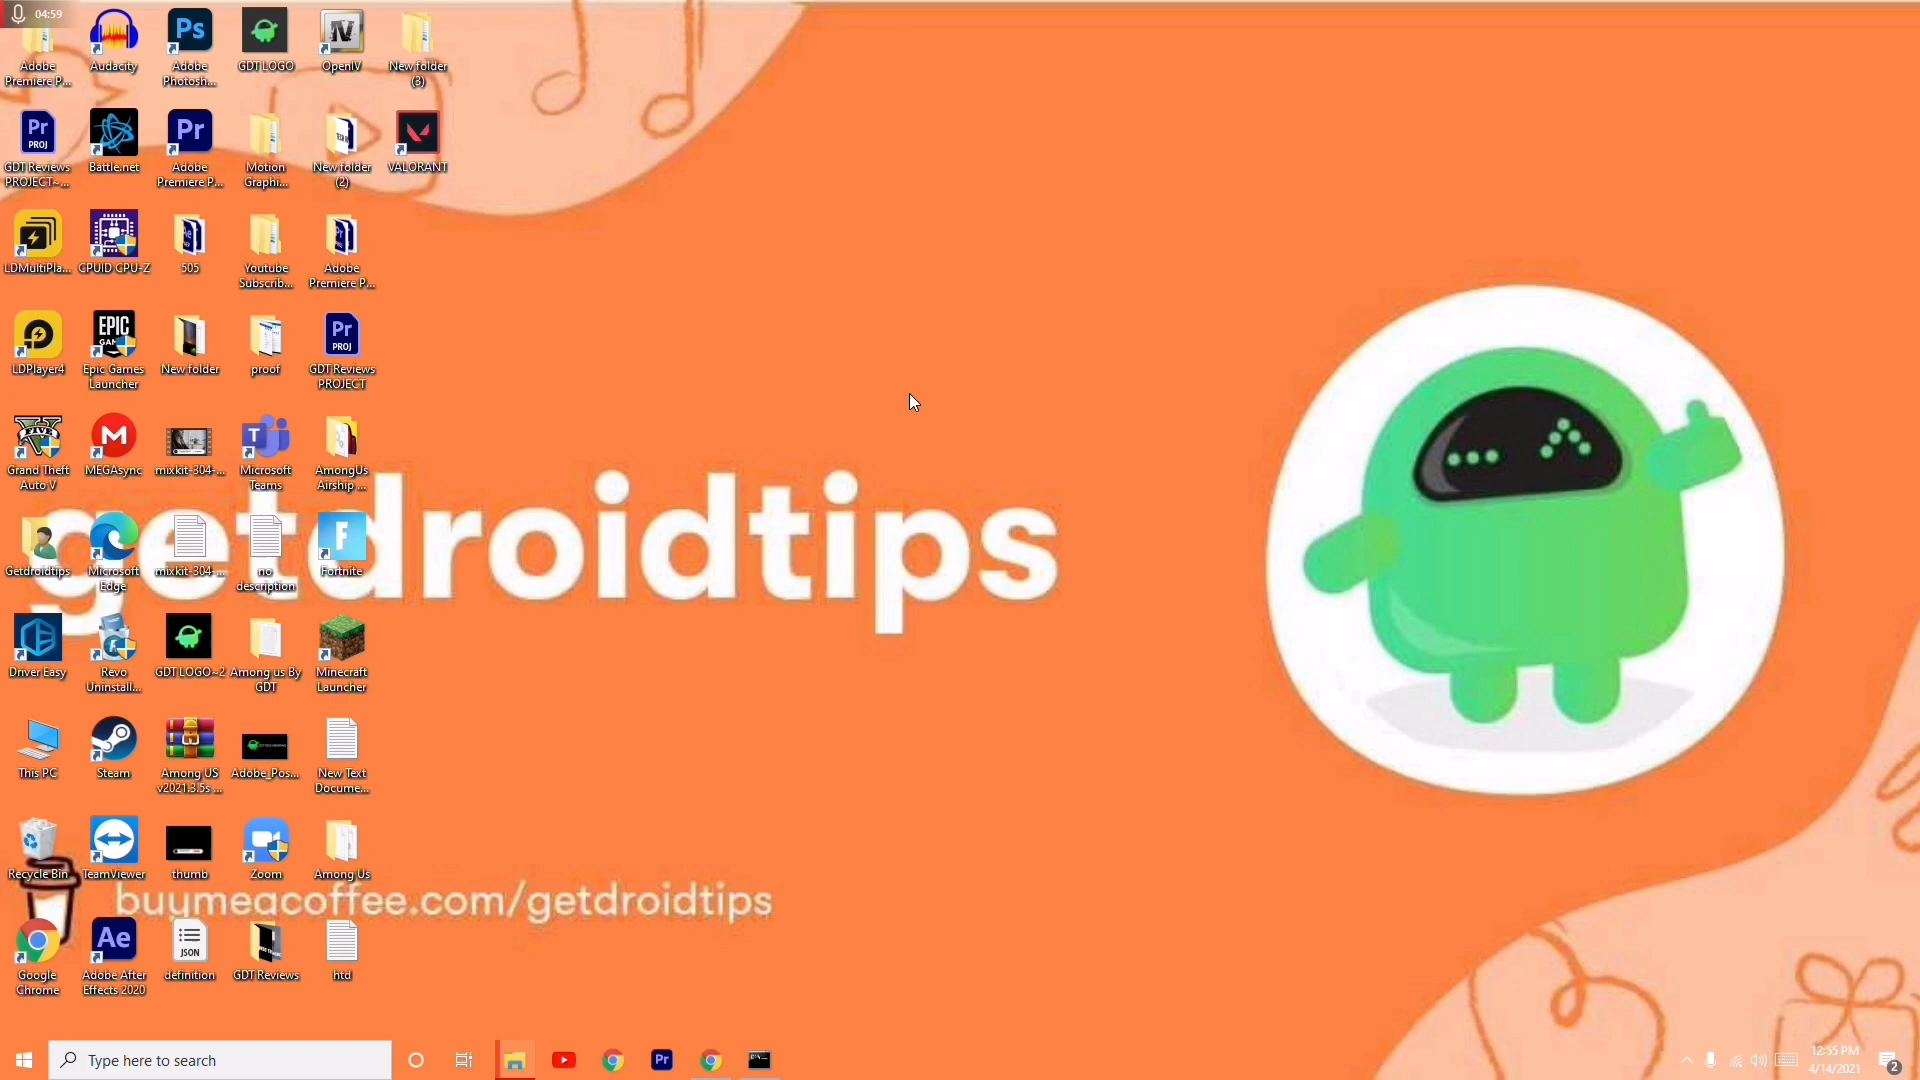 04:59
Adobe Premiere P...
Audacity
Adobe Photosh...
GDT LOGO
OpenIV
New folder (3)
GDT Reviews PROJECT~...
Battle.net
Adobe Premiere P...
Motion Graphi...
New folder (2)
VALORANT
LDMultiPla...
CPUID CPU-Z
505
Youtube Subscrib...
Adobe Premiere P...
LDPlayer4
Epic Games Launcher
New folder
proof
GDT Reviews PROJECT
Grand Theft Auto V
MEGAsync
mixkit-304-...
Microsoft Teams
AmongUs Airship ...
getdroidtips
Getdroidtips
Microsoft Edge
mixkit-304-...
no description
Fortnite
Driver Easy
Revo Uninstall...
GDT LOGO~2
Among us By GDT
Minecraft Launcher
This PC
Steam
Among US v2021.3.5s ...
Adobe_Pos...
New Text Docume...
Recycle Bin
TeamViewer
thumb
Zoom
Among Us
buymeacoffee.com/getdroidtips
Google Chrome
Adobe After Effects 2020
definition
GDT Reviews
htd
Type here to search
12:55 PM
4/14/2021
2